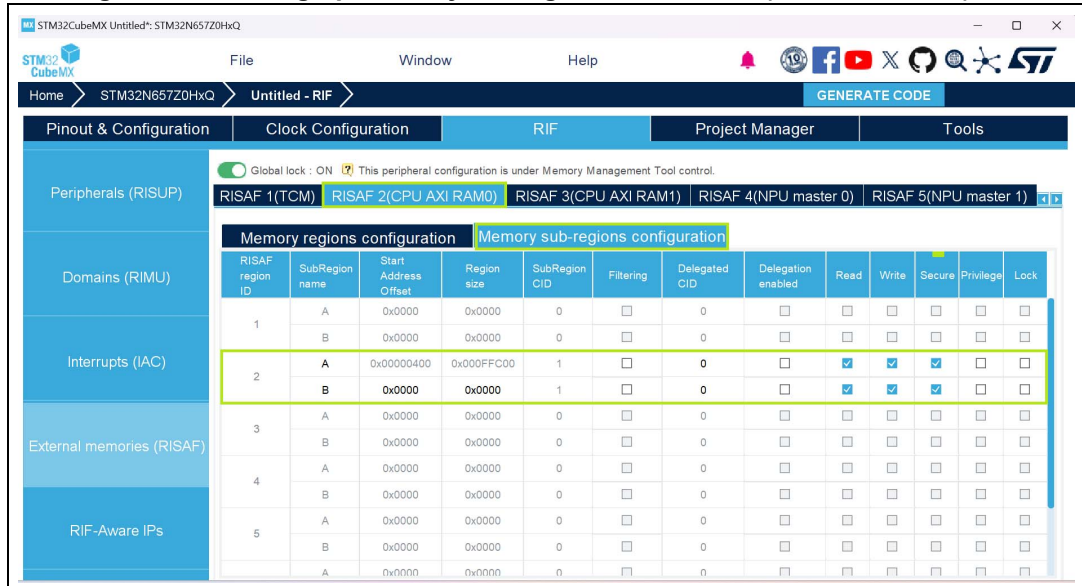 STM32CubeMX Untitled*: STM32N657Z0HxQ
STM32 CubeMX File Window Help
Home STM32N657Z0HxQ Untitled - RIF GENERATE CODE
Pinout & Configuration Clock Configuration RIF Project Manager Tools
Global lock : ON This peripheral configuration is under Memory Management Tool control.
Peripherals (RISUP)
RISAF 1(TCM) RISAF 2(CPU AXI RAM0) RISAF 3(CPU AXI RAM1) RISAF 4(NPU master 0) RISAF 5(NPU master 1)
Memory regions configuration Memory sub-regions configuration
Domains (RIMU)
RISAF region ID SubRegion name Start Address Offset Region size SubRegion CID Filtering Delegated CID Delegation enabled Read Write Secure Privilege Lock
1
A 0x0000 0x0000 0 0
B 0x0000 0x0000 0 0
Interrupts (IAC)
2
A 0x00000400 0x000FFC00 1 0
B 0x0000 0x0000 1 0
External memories (RISAF)
3
A 0x0000 0x0000 0 0
B 0x0000 0x0000 0 0
4
A 0x0000 0x0000 0 0
B 0x0000 0x0000 0 0
RIF-Aware IPs
5
A 0x0000 0x0000 0 0
B 0x0000 0x0000 0 0
A 0x0000 0x0000 0 0